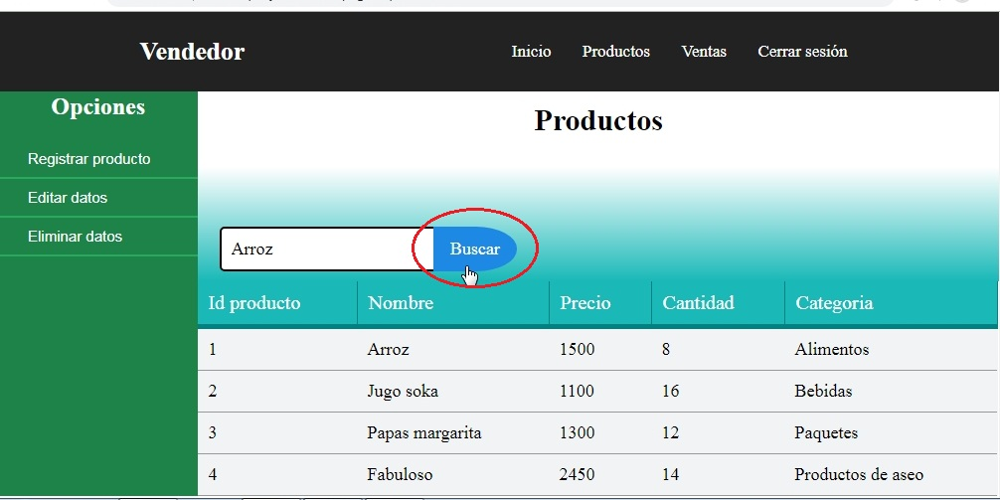 Vendedor Inicio Productos Ventas Cerrar sesión
Opciones
Registrar producto
Editar datos
Eliminar datos
Productos
Arroz Buscar
Id producto Nombre Precio Cantidad Categoria
1 Arroz 1500 8 Alimentos
2 Jugo soka 1100 16 Bebidas
3 Papas margarita 1300 12 Paquetes
4 Fabuloso 2450 14 Productos de aseo